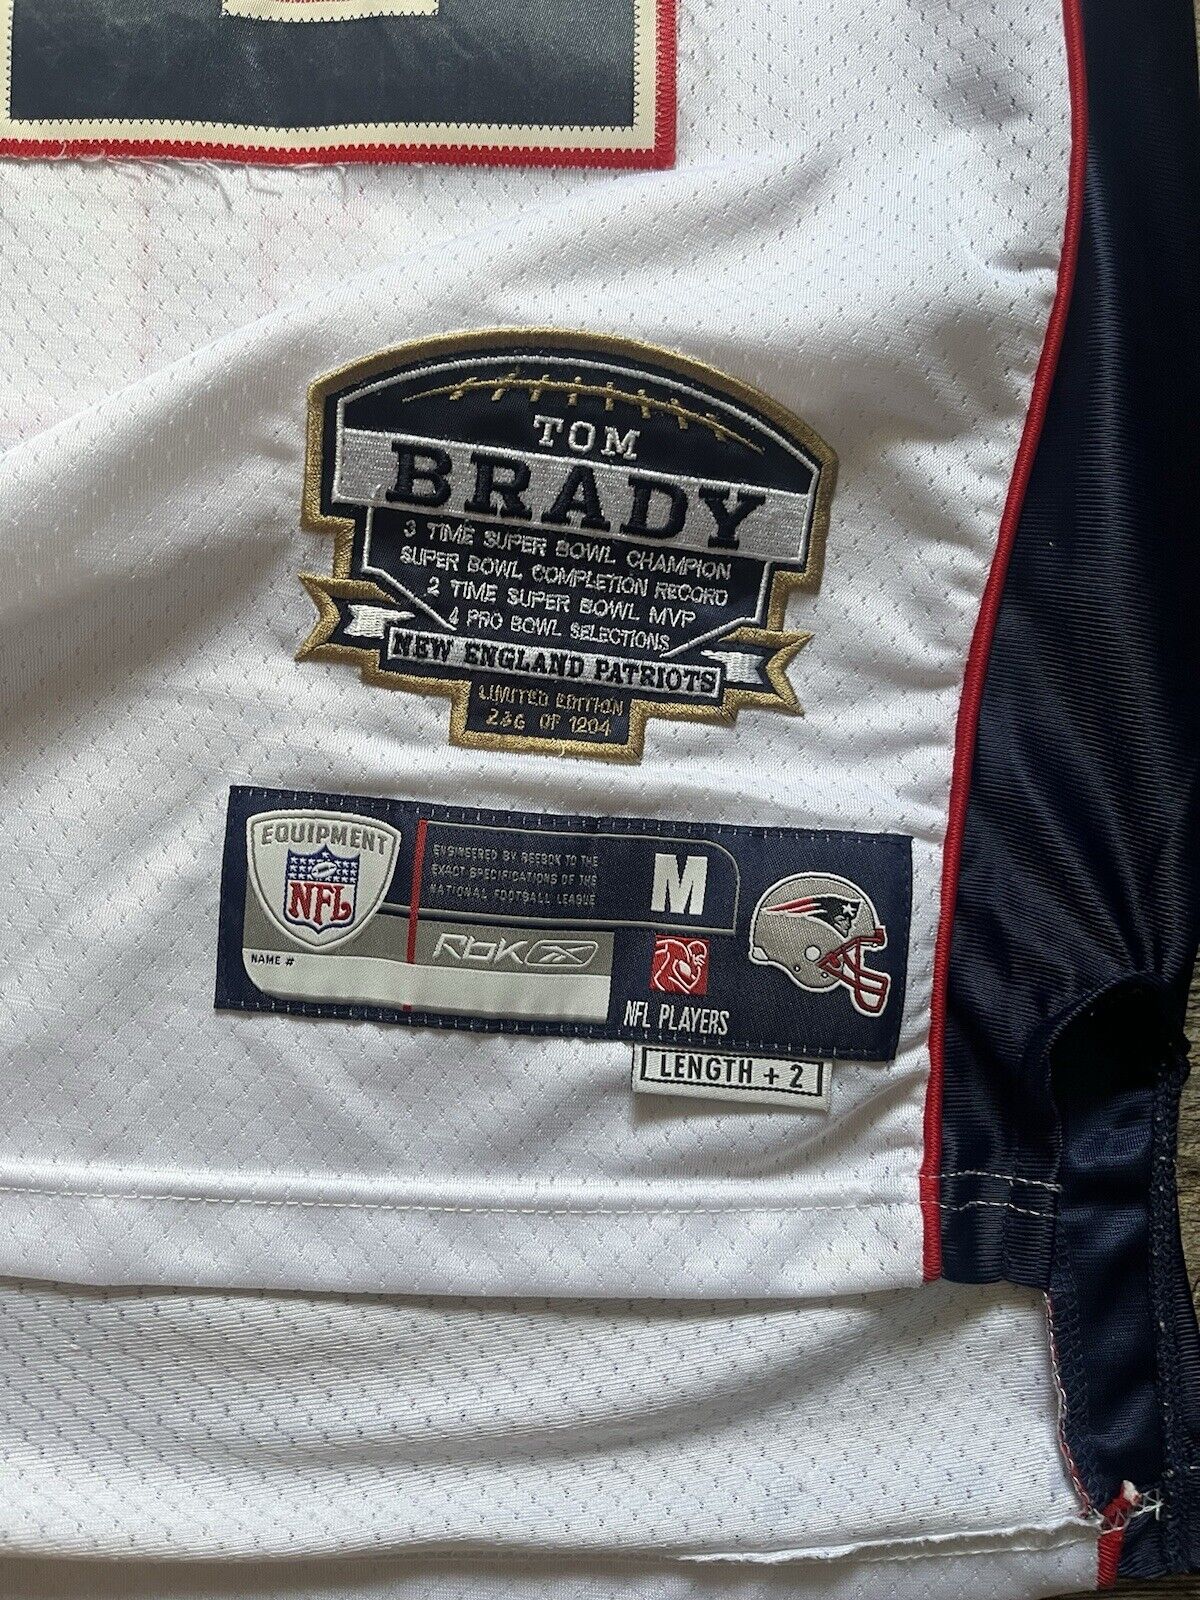 TOM
BRADY
3 TIME SUPER BOWL CHAMPION
SUPER BOWL COMPLETION RECORD
2 TIME SUPER BOWL MVP
4 PRO BOWL SELECTIONS
NEW ENGLAND PATRIOTS
LIMITED EDITION
236 OF 1204
EQUIPMENT
NFL
ENGINEERED BY REEBOK TO THE
EXACT SPECIFICATIONS OF THE
NATIONAL FOOTBALL LEAGUE
M
RbK
NAME #
NFL PLAYERS
LENGTH + 2